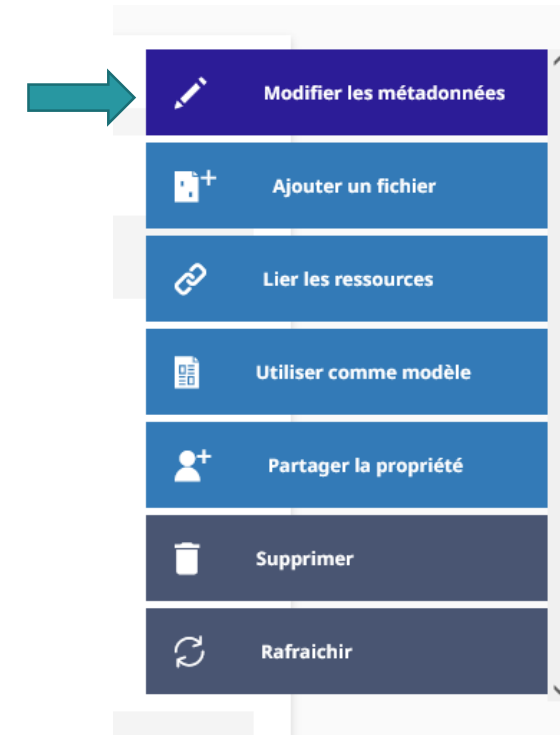 Modifier les métadonnées
Ajouter un fichier
Lier les ressources
Utiliser comme modèle
Partager la propriété
Supprimer
Rafraichir